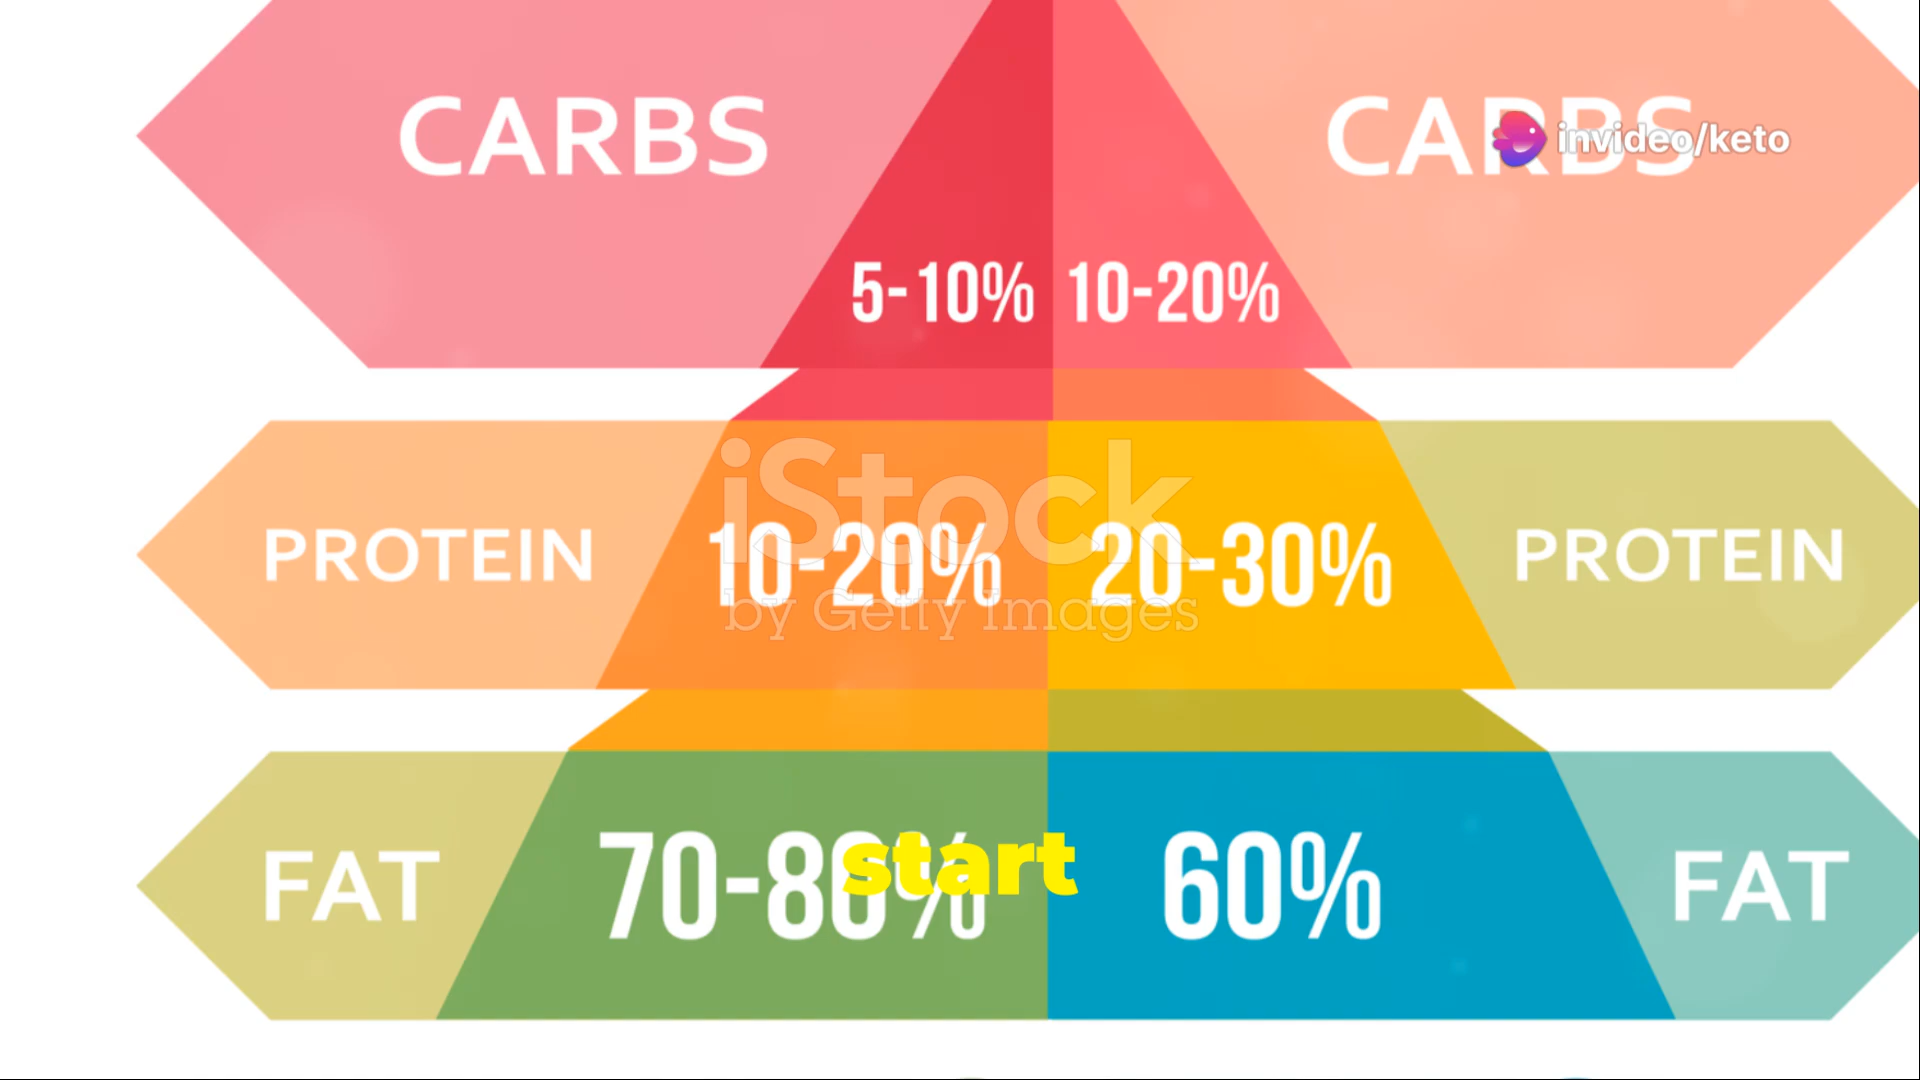 CARBS
CARBS
invideo/keto
5-10%
10-20%
PROTEIN
10-20%
20-30%
PROTEIN
iStock
by Getty Images
FAT
70-80%
start
60%
FAT